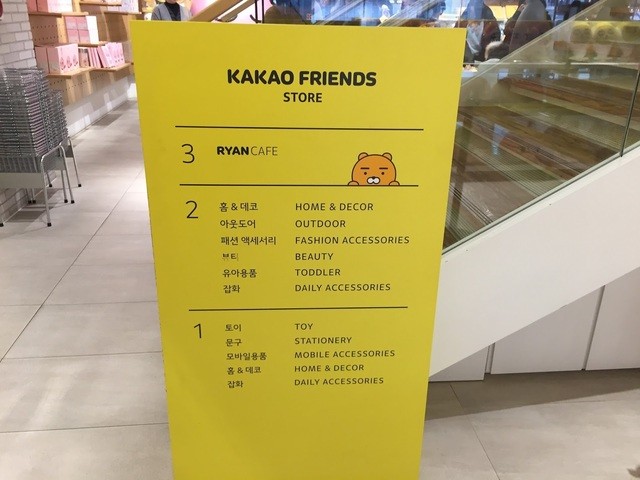 KAKAO FRIENDS
STORE
3 RYAN CAFE
2 홈 & 데코 HOME & DECOR
아웃도어 OUTDOOR
패션 액세서리 FASHION ACCESSORIES
뷰티 BEAUTY
유아용품 TODDLER
잡화 DAILY ACCESSORIES
1 토이 TOY
문구 STATIONERY
모바일용품 MOBILE ACCESSORIES
홈 & 데코 HOME & DECOR
잡화 DAILY ACCESSORIES